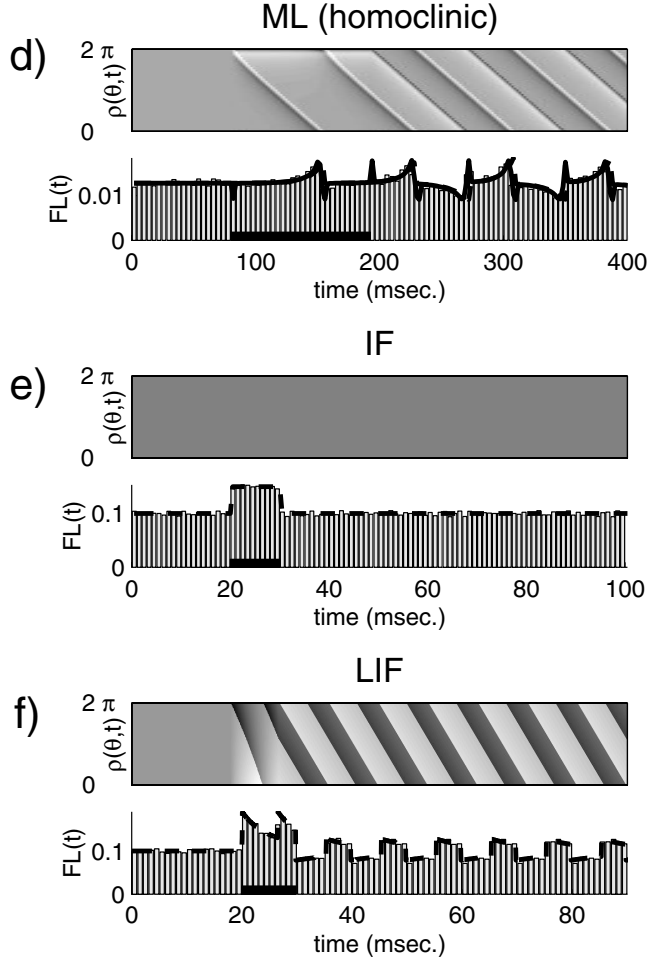 ML (homoclinic)
d)
2 π
ρ(θ,t)
0
FL(t)
0.01
0
0 100 200 300 400
time (msec.)
IF
e)
2 π
ρ(θ,t)
0
FL(t)
0.1
0
0 20 40 60 80 100
time (msec.)
LIF
f)
2 π
ρ(θ,t)
0
FL(t)
0.1
0
0 20 40 60 80
time (msec.)